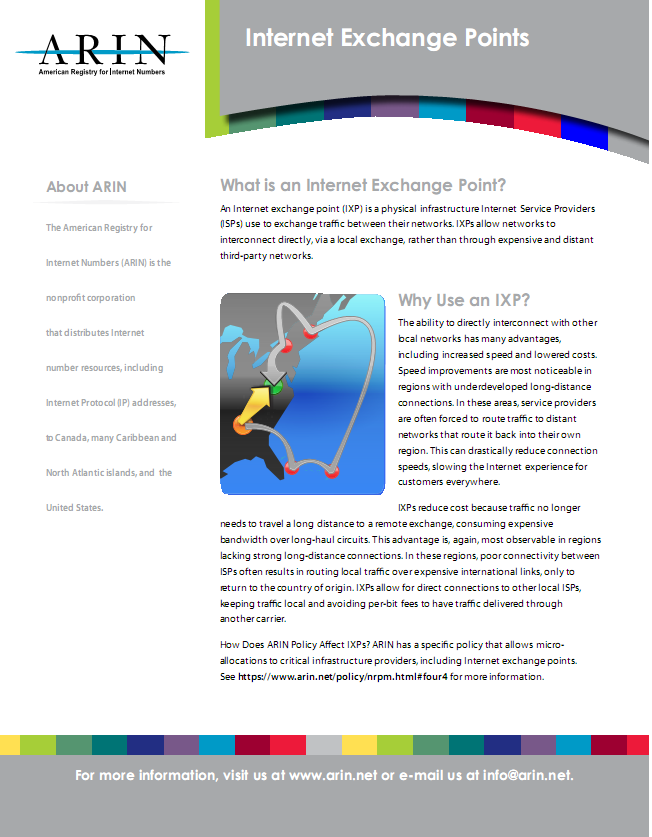 ARIN
American Registry for Internet Numbers
Internet Exchange Points
About ARIN
The American Registry for
Internet Numbers (ARIN) is the
nonprofit corporation
that distributes Internet
number resources, including
Internet Protocol (IP) addresses,
to Canada, many Caribbean and
North Atlantic islands, and the
United States.
What is an Internet Exchange Point?
An Internet exchange point (IXP) is a physical infrastructure Internet Service Providers
(ISPs) use to exchange traffic between their networks. IXPs allow networks to
interconnect directly, via a local exchange, rather than through expensive and distant
third-party networks.
Why Use an IXP?
The ability to directly interconnect with other
local networks has many advantages,
including increased speed and lowered costs.
Speed improvements are most noticeable in
regions with underdeveloped long-distance
connections. In these areas, service providers
are often forced to route traffic to distant
networks that route it back into their own
region. This can drastically reduce connection
speeds, slowing the Internet experience for
customers everywhere.
IXPs reduce cost because traffic no longer
needs to travel a long distance to a remote exchange, consuming expensive
bandwidth over long-haul circuits. This advantage is, again, most observable in regions
lacking strong long-distance connections. In these regions, poor connectivity between
ISPs often results in routing local traffic over expensive international links, only to
return to the country of origin. IXPs allow for direct connections to other local ISPs,
keeping traffic local and avoiding per-bit fees to have traffic delivered through
another carrier.
How Does ARIN Policy Affect IXPs? ARIN has a specific policy that allows micro-
allocations to critical infrastructure providers, including Internet exchange points.
See https://www.arin.net/policy/nrpm.html#four4 for more information.
For more information, visit us at www.arin.net or e-mail us at info@arin.net.